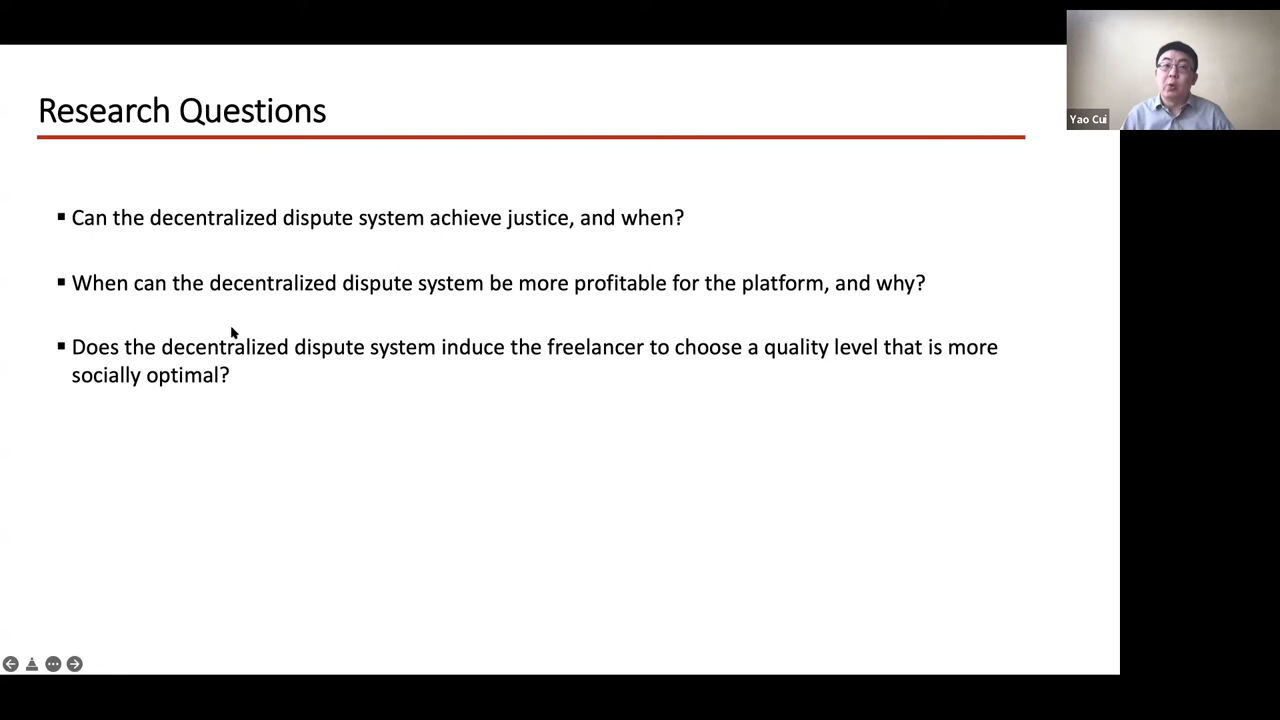 Research Questions
Yao Cui
▪ Can the decentralized dispute system achieve justice, and when?
▪ When can the decentralized dispute system be more profitable for the platform, and why?
▪ Does the decentralized dispute system induce the freelancer to choose a quality level that is more
socially optimal?